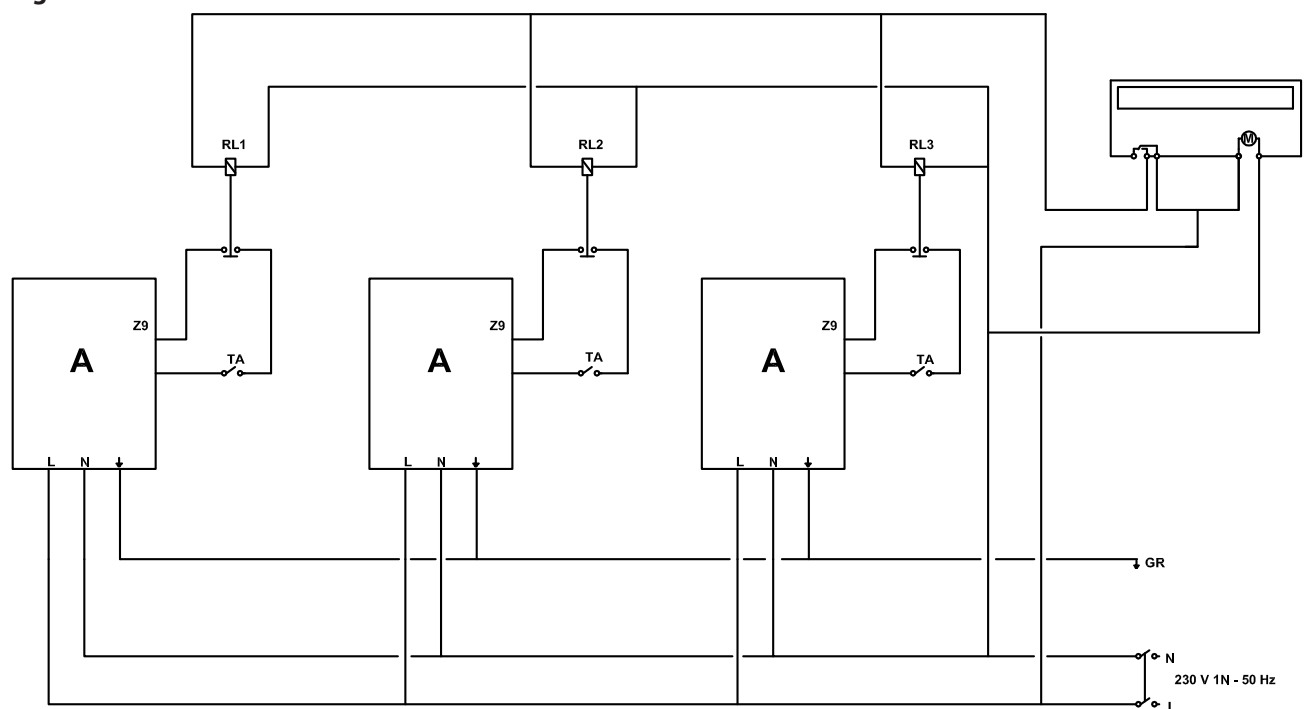 RL1 RL2 RL3
M
Z9 Z9 Z9
A A A
TA TA TA
L N L N L N
GR
N
230 V 1N - 50 Hz